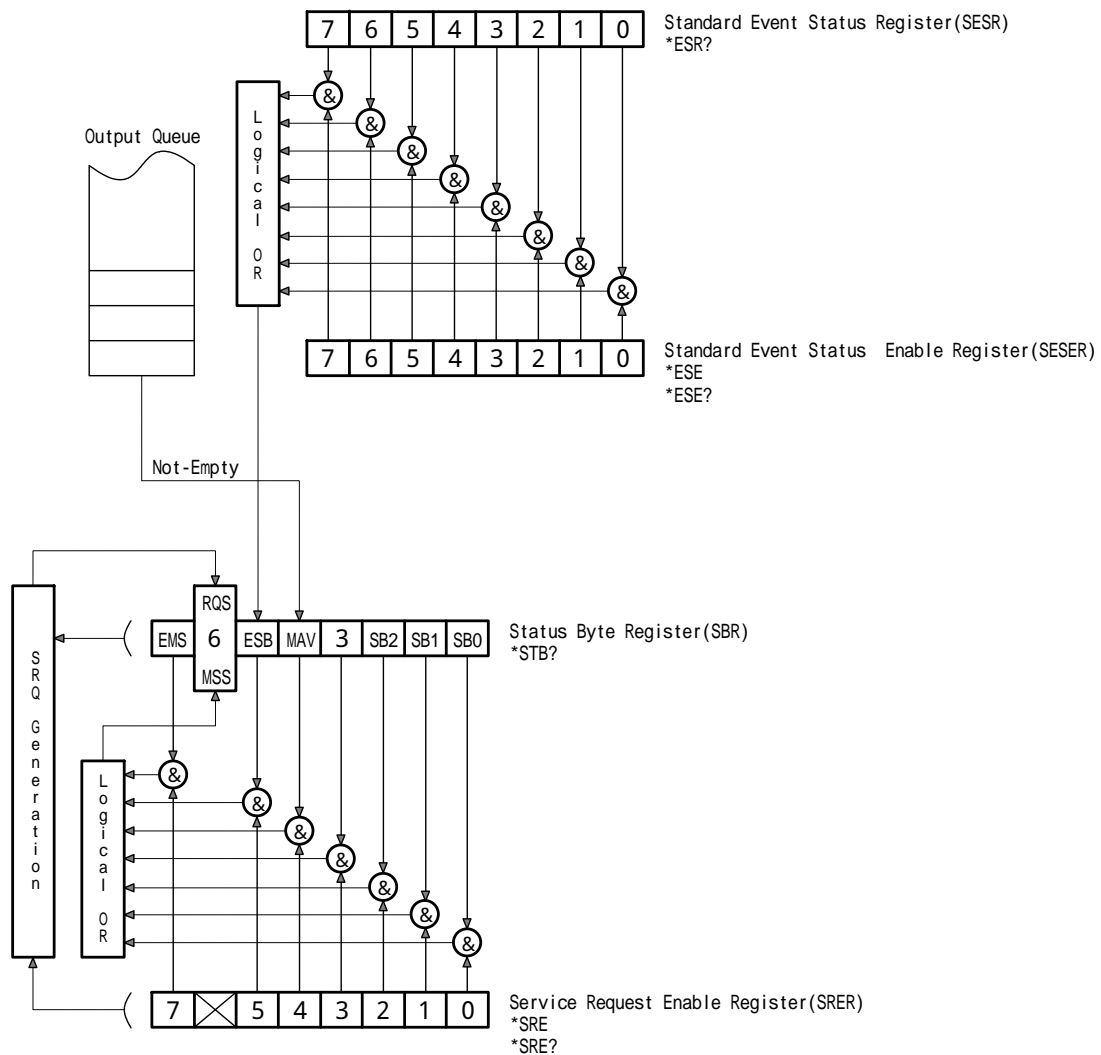 7 6 5 4 3 2 1 0
Standard Event Status Register(SESR)
*ESR?
Logical OR
& & & & & & & &
Output Queue
7 6 5 4 3 2 1 0
Standard Event Status Enable Register(SESER)
*ESE
*ESE?
Not-Empty
SRQ Generation
RQS
EMS 6 ESB MAV 3 SB2 SB1 SB0
MSS
Status Byte Register(SBR)
*STB?
Logical OR
& & & & & & &
7 5 4 3 2 1 0
Service Request Enable Register(SRER)
*SRE
*SRE?